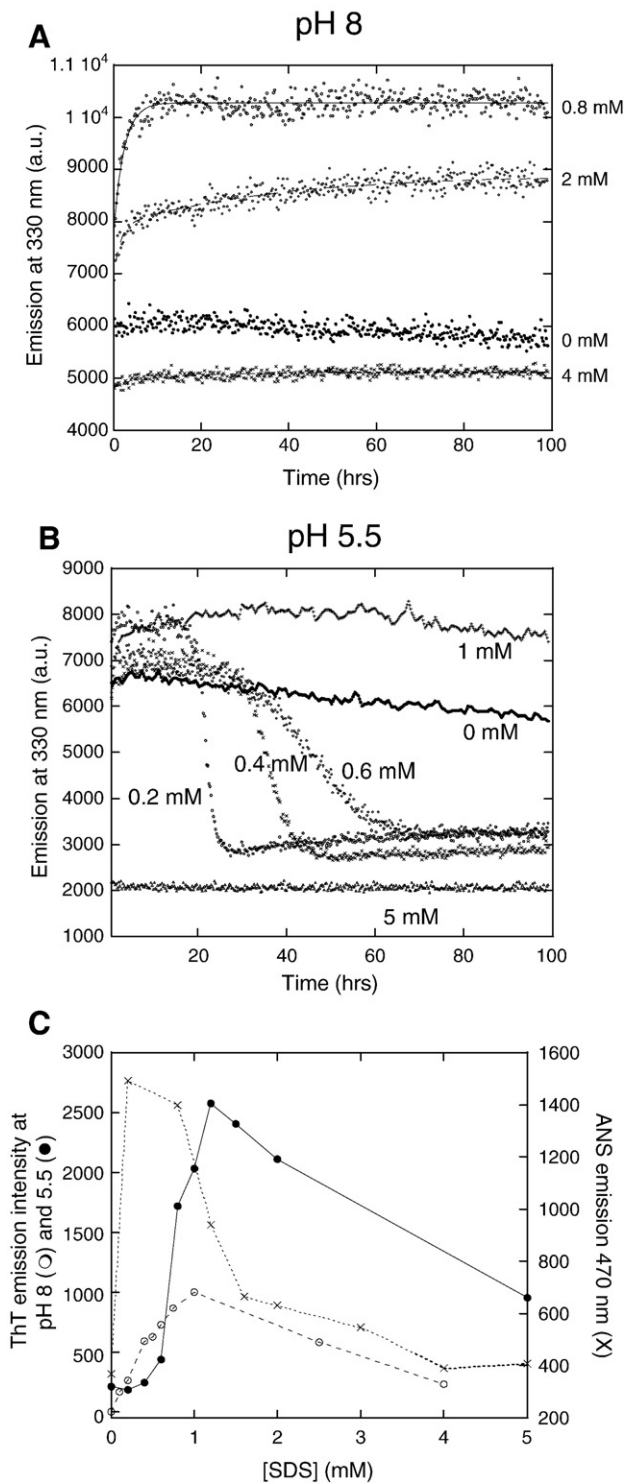 A
pH 8
1.1 10⁴
1 10⁴
9000
8000
7000
6000
5000
4000
Emission at 330 nm (a.u.)
0.8 mM
2 mM
0 mM
4 mM
0 20 40 60 80 100
Time (hrs)
B
pH 5.5
9000
8000
7000
6000
5000
4000
3000
2000
1000
Emission at 330 nm (a.u.)
1 mM
0 mM
0.4 mM
0.6 mM
0.2 mM
5 mM
0 20 40 60 80 100
Time (hrs)
C
3000
2500
2000
1500
1000
500
0
ThT emission intensity at
pH 8 (❍) and 5.5 (●)
1600
1400
1200
1000
800
600
400
200
ANS emission 470 nm (X)
0 1 2 3 4 5
[SDS] (mM)